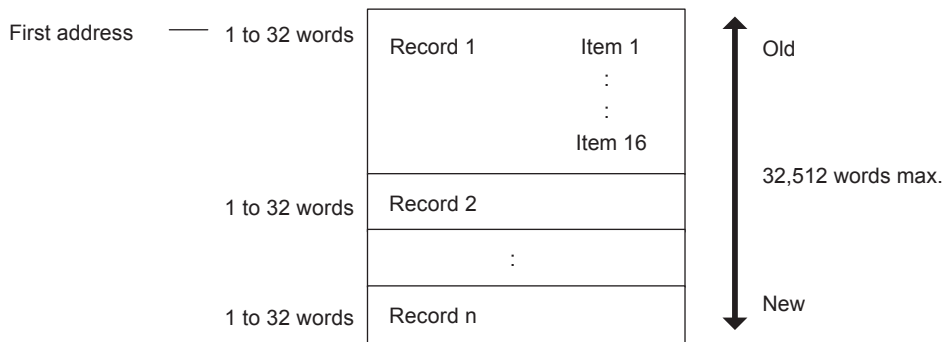 First address
1 to 32 words
Record 1 Item 1
:
:
Item 16
Old
32,512 words max.
1 to 32 words
Record 2
:
1 to 32 words
Record n
New